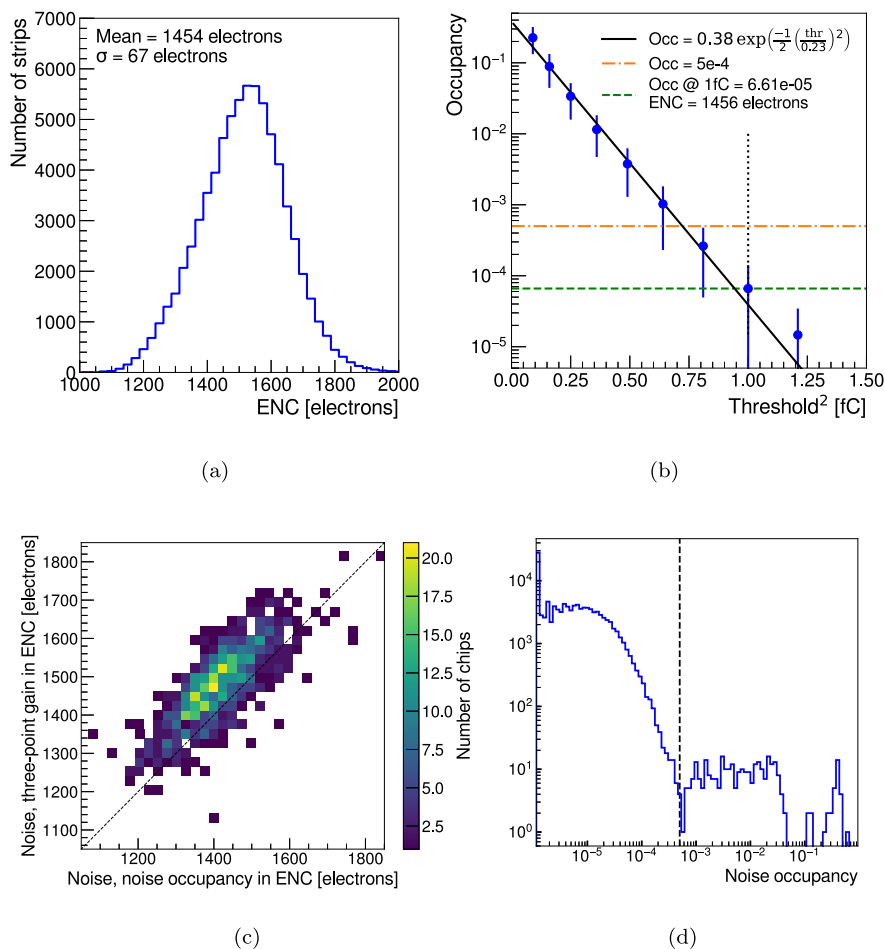 Mean = 1454 electrons
σ = 67 electrons
Number of strips
7000
6000
5000
4000
3000
2000
1000
0
1000 1200 1400 1600 1800 2000
ENC [electrons]
(a)
Occupancy
10⁻¹
10⁻²
10⁻³
10⁻⁴
10⁻⁵
Occ = 0.38 exp(-1/2 (thr/0.23)²)
Occ = 5e-4
Occ @ 1fC = 6.61e-05
ENC = 1456 electrons
0.00 0.25 0.50 0.75 1.00 1.25 1.50
Threshold² [fC]
(b)
Noise, three-point gain in ENC [electrons]
1800
1700
1600
1500
1400
1300
1200
1100
1200 1400 1600 1800
Noise, noise occupancy in ENC [electrons]
20.0
17.5
15.0
12.5
10.0
7.5
5.0
2.5
Number of chips
(c)
10⁴
10³
10²
10¹
10⁰
10⁻⁵ 10⁻⁴ 10⁻³ 10⁻² 10⁻¹
Noise occupancy
(d)